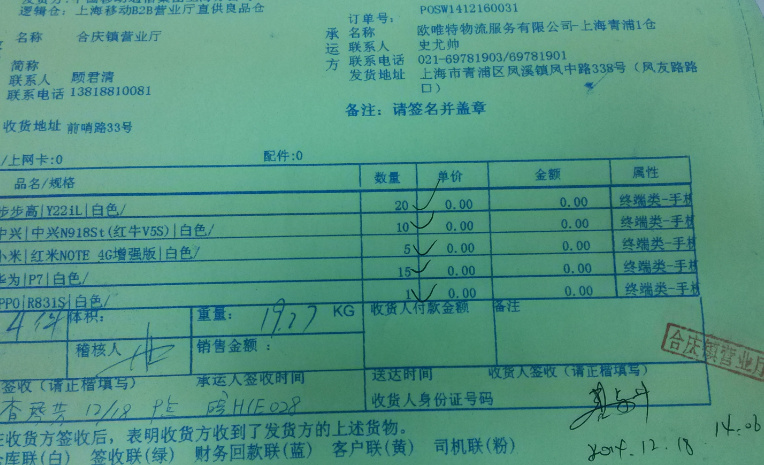 逻辑仓：上海移动B2B营业厅直供良品仓
订单号： POSW1412160031
名称 合庆镇营业厅
承运方
名称 欧唯特物流服务有限公司-上海青浦1仓
简称
联系人 史尤帅
联系人 顾君清
联系电话 021-69781903/69781901
联系电话 13818810081
发货地址 上海市青浦区凤溪镇凤中路338号（凤友路路口）
备注：请签名并盖章
收货地址 前哨路33号
/上网卡:0 配件:0
品名/规格 数量 单价 金额 属性
步步高|Y22iL|白色/ 20 0.00 0.00 终端类-手机
中兴|中兴N918St(红牛V5S)|白色/ 10 0.00 0.00 终端类-手机
小米|红米NOTE 4G增强版|白色/ 5 0.00 0.00 终端类-手机
华为|P7|白色/ 15 0.00 0.00 终端类-手机
OPPO|R831S|白色/ 1 0.00 0.00 终端类-手机
体积： 重量： 19.27 KG 收货人付款金额 备注
稽核人 销售金额：
合庆镇营业厅
签收（请正楷填写） 承运人签收时间 送达时间 收货人签收（请正楷填写）
12/18
收货人身份证号码
14.06
2014.12.18
在收货方签收后，表明收货方收到了发货方的上述货物。
仓库联(白) 签收联(绿) 财务回款联(蓝) 客户联(黄) 司机联(粉)